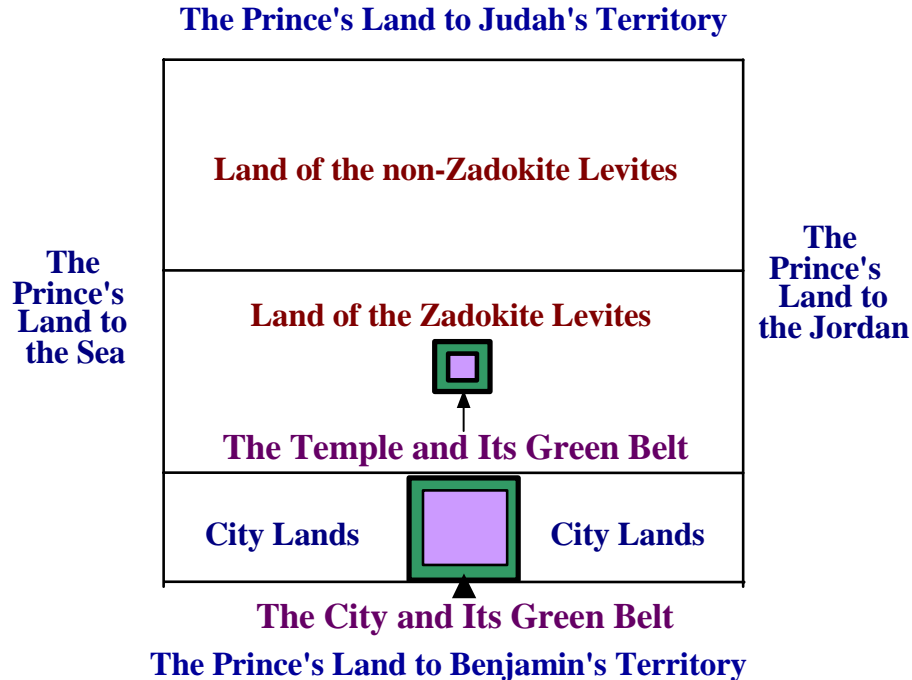 The Prince's Land to Judah's Territory
Land of the non-Zadokite Levites
The
Prince's
Land to
the Sea
The
Prince's
Land to
the Jordan
Land of the Zadokite Levites
The Temple and Its Green Belt
City Lands
City Lands
The City and Its Green Belt
The Prince's Land to Benjamin's Territory